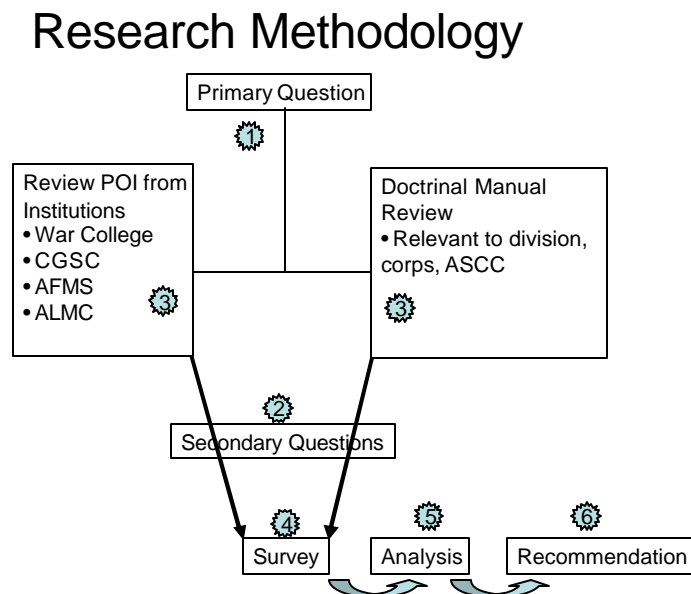 Research Methodology
Primary Question
1
Review POI from
Institutions
• War College
• CGSC
• AFMS
• ALMC
3
Doctrinal Manual
Review
• Relevant to division,
corps, ASCC
3
2
Secondary Questions
4
Survey
5
Analysis
6
Recommendation